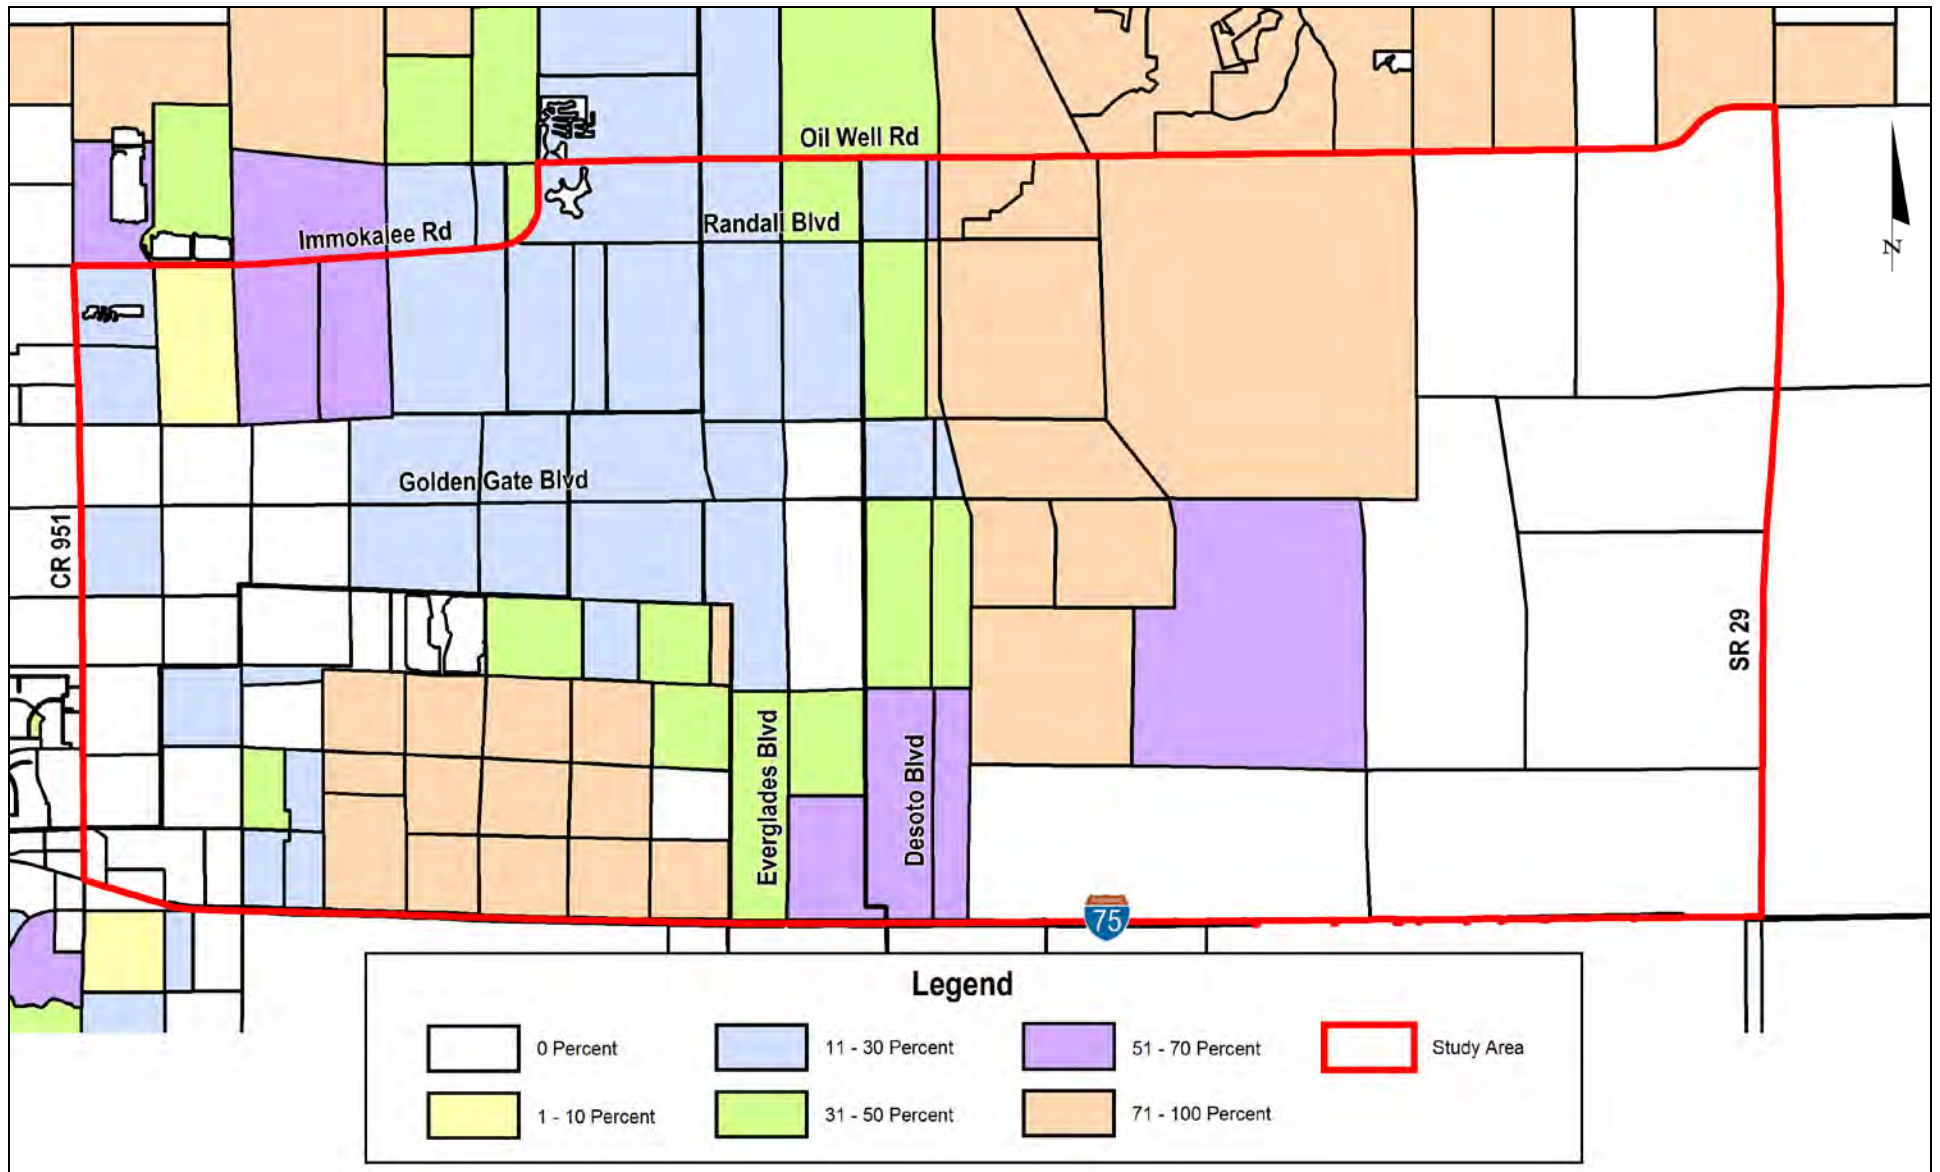 Oil Well Rd
Randall Blvd
Immokalee Rd
N
Golden Gate Blvd
CR 951
SR 29
Everglades Blvd
Desoto Blvd
75
Legend
0 Percent
11 - 30 Percent
51 - 70 Percent
Study Area
1 - 10 Percent
31 - 50 Percent
71 - 100 Percent